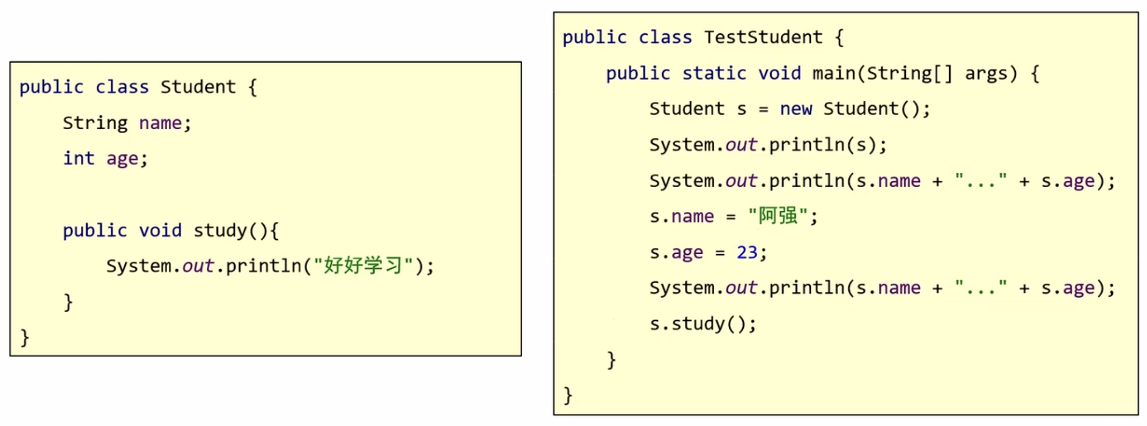 public class Student {
    String name;
    int age;

    public void study(){
        System.out.println("好好学习");
    }
}
public class TestStudent {
    public static void main(String[] args) {
        Student s = new Student();
        System.out.println(s);
        System.out.println(s.name + "..." + s.age);
        s.name = "阿强";
        s.age = 23;
        System.out.println(s.name + "..." + s.age);
        s.study();
    }
}